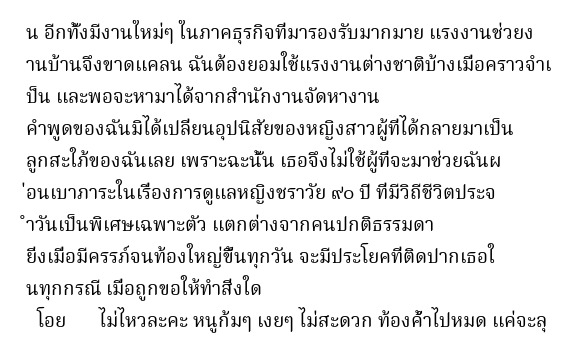 น อีกทั้งมีงานใหม่ๆ ในภาคธุรกิจที่มารองรับมากมาย แรงงานช่วยง
านบ้านจึงขาดแคลน ฉันต้องยอมใช้แรงงานต่างชาติบ้างเมื่อคราวจำเ
ป็น และพอจะหามาได้จากสำนักงานจัดหางาน
คำพูดของฉันมิได้เปลี่ยนอุปนิสัยของหญิงสาวผู้ที่ได้กลายมาเป็น
ลูกสะใภ้ของฉันเลย เพราะฉะนั้น เธอจึงไม่ใช้ผู้ที่จะมาช่วยฉันผ
่อนเบาภาระในเรื่องการดูแลหญิงชราวัย ๙๐ ปี ที่มีวิถีชีวิตประจ
ำวันเป็นพิเศษเฉพาะตัว แตกต่างจากคนปกติธรรมดา
ยิ่งเมื่อมีครรภ์จนท้องใหญ่ขึ้นทุกวัน จะมีประโยคที่ติดปากเธอใ
นทุกกรณี เมื่อถูกขอให้ทำสิ่งใด
โอย ไม่ไหวละคะ หนูก้มๆ เงยๆ ไม่สะดวก ท้องค้ำไปหมด แค่จะลุ